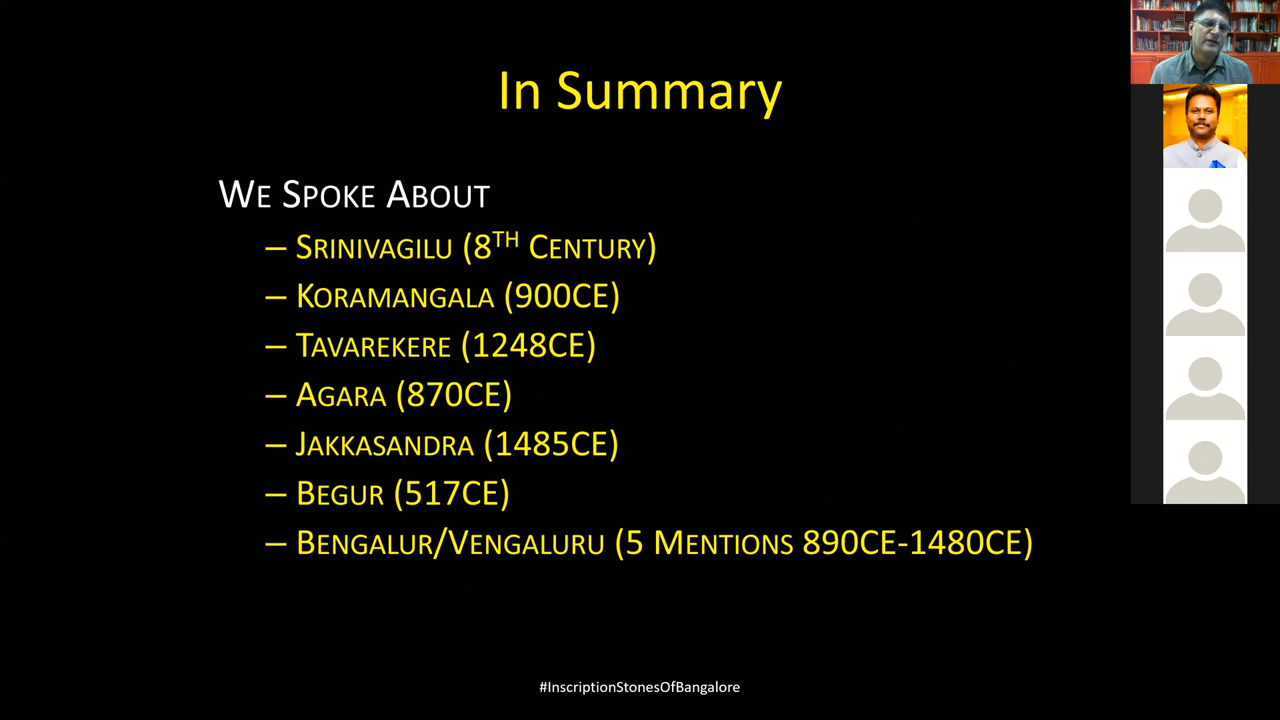 In Summary
We Spoke About
– Srinivagilu (8th Century)
– Koramangala (900CE)
– Tavarekere (1248CE)
– Agara (870CE)
– Jakkasandra (1485CE)
– Begur (517CE)
– Bengalur/Vengaluru (5 Mentions 890CE-1480CE)
#InscriptionStonesOfBangalore